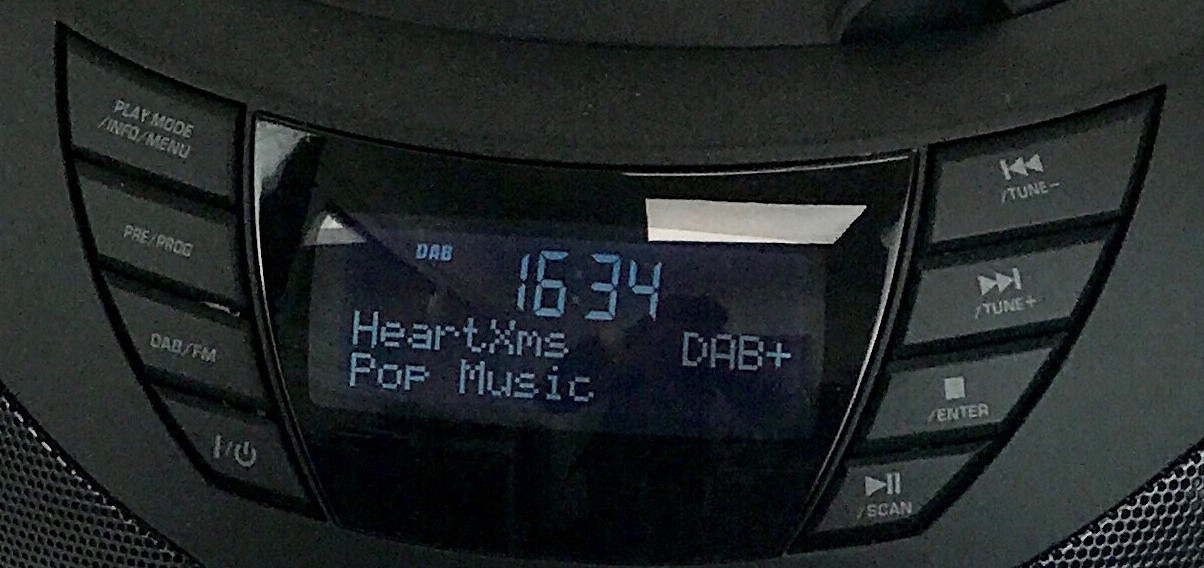 PLAY MODE
/INFO/MENU
PRE/PROG
DAB/FM
I/⏻
DAB
16:34
HeartXms DAB+
Pop Music
⏮
/TUNE-
⏭
/TUNE+
■
/ENTER
⏯
/SCAN